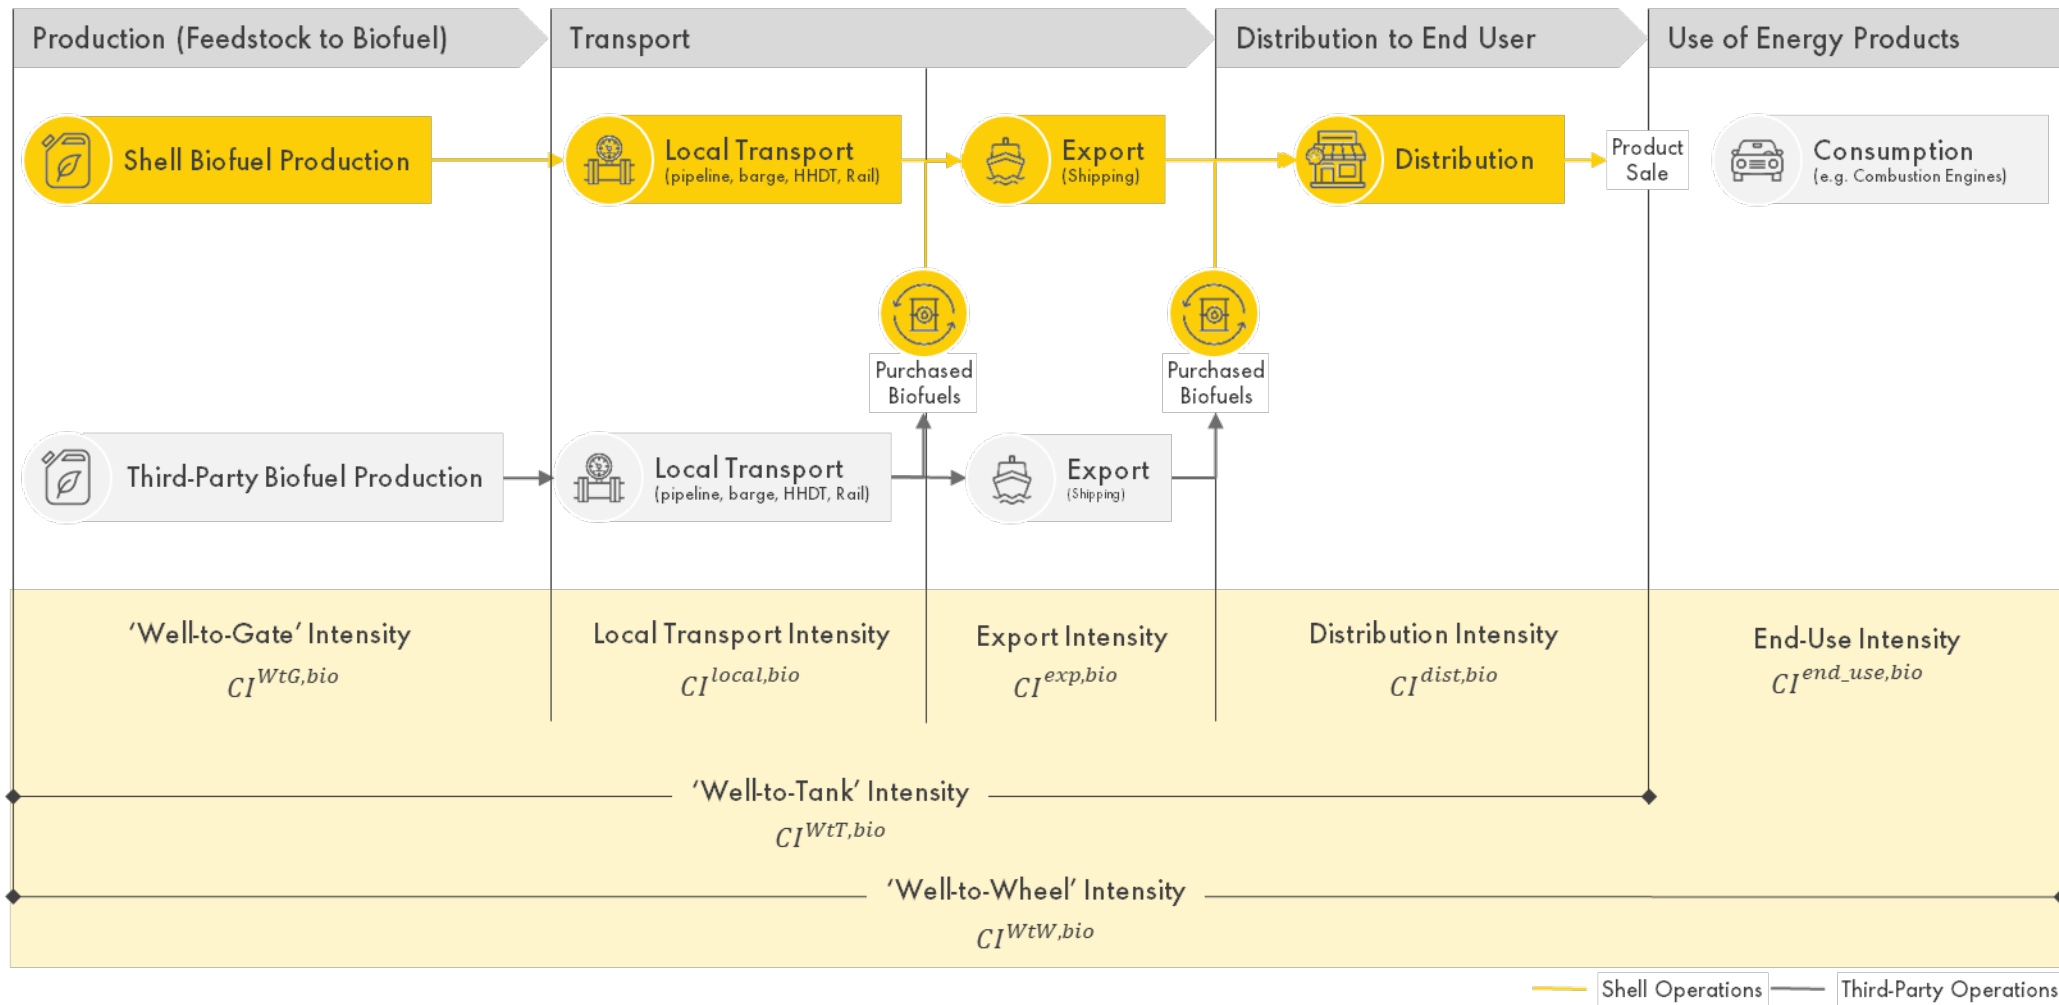 Production (Feedstock to Biofuel)
Transport
Distribution to End User
Use of Energy Products
Shell Biofuel Production
Local Transport
(pipeline, barge, HHDT, Rail)
Export
(Shipping)
Distribution
Product
Sale
Consumption
(e.g. Combustion Engines)
Purchased
Biofuels
Purchased
Biofuels
Third-Party Biofuel Production
Local Transport
(pipeline, barge, HHDT, Rail)
Export
(Shipping)
‘Well-to-Gate’ Intensity
CI^{WtG,bio}
Local Transport Intensity
CI^{local,bio}
Export Intensity
CI^{exp,bio}
Distribution Intensity
CI^{dist,bio}
End-Use Intensity
CI^{end_use,bio}
‘Well-to-Tank’ Intensity
CI^{WtT,bio}
‘Well-to-Wheel’ Intensity
CI^{WtW,bio}
Shell Operations
Third-Party Operations